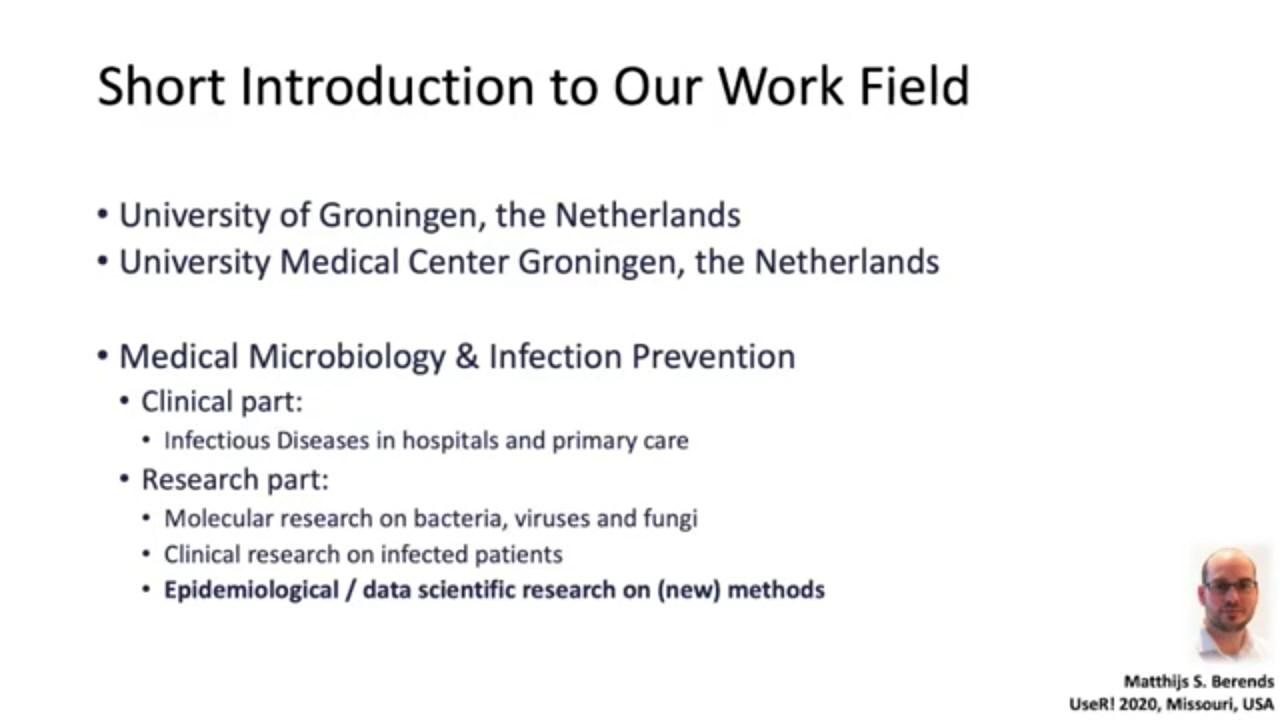 Short Introduction to Our Work Field
• University of Groningen, the Netherlands
• University Medical Center Groningen, the Netherlands
• Medical Microbiology & Infection Prevention
• Clinical part:
• Infectious Diseases in hospitals and primary care
• Research part:
• Molecular research on bacteria, viruses and fungi
• Clinical research on infected patients
• Epidemiological / data scientific research on (new) methods
Matthijs S. Berends
UseR! 2020, Missouri, USA